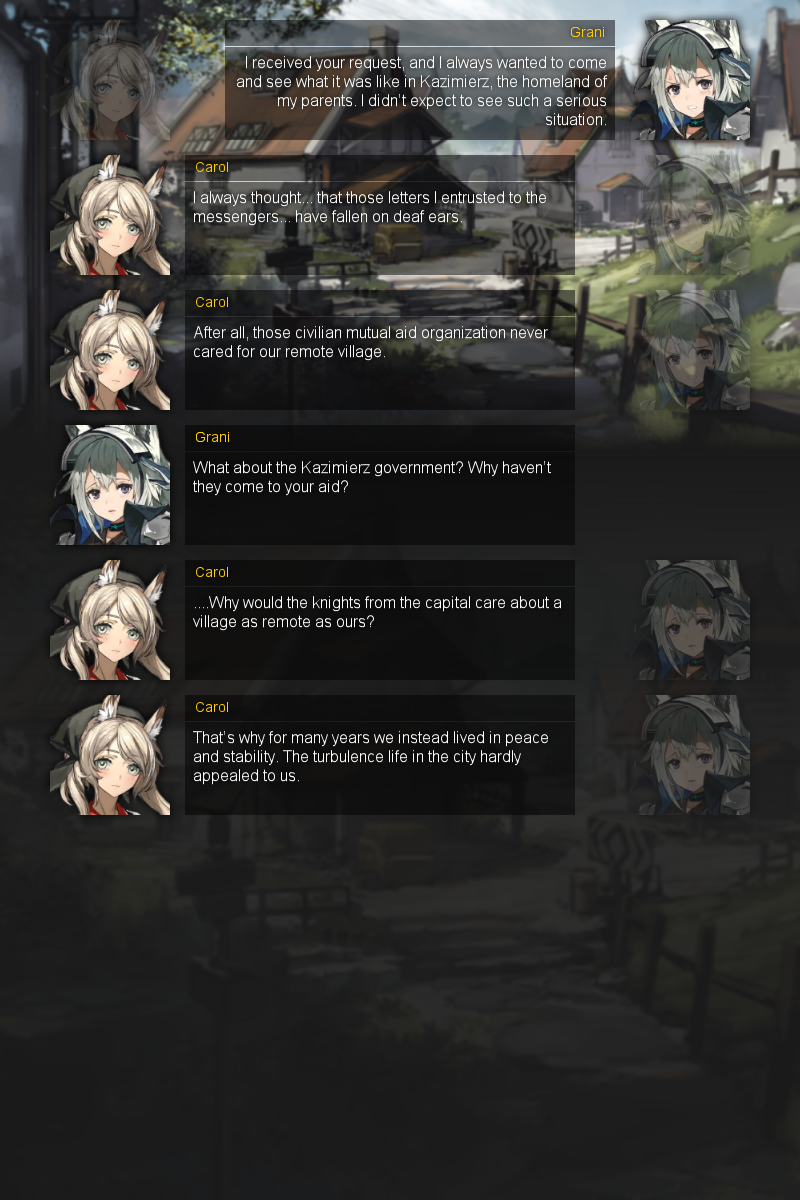 Grani
I received your request, and I always wanted to come
and see what it was like in Kazimierz, the homeland of
my parents. I didn't expect to see such a serious
situation.
Carol
I always thought... that those letters I entrusted to the
messengers... have fallen on deaf ears.
Carol
After all, those civilian mutual aid organization never
cared for our remote village.
Grani
What about the Kazimierz government? Why haven't
they come to your aid?
Carol
....Why would the knights from the capital care about a
village as remote as ours?
Carol
That's why for many years we instead lived in peace
and stability. The turbulence life in the city hardly
appealed to us.